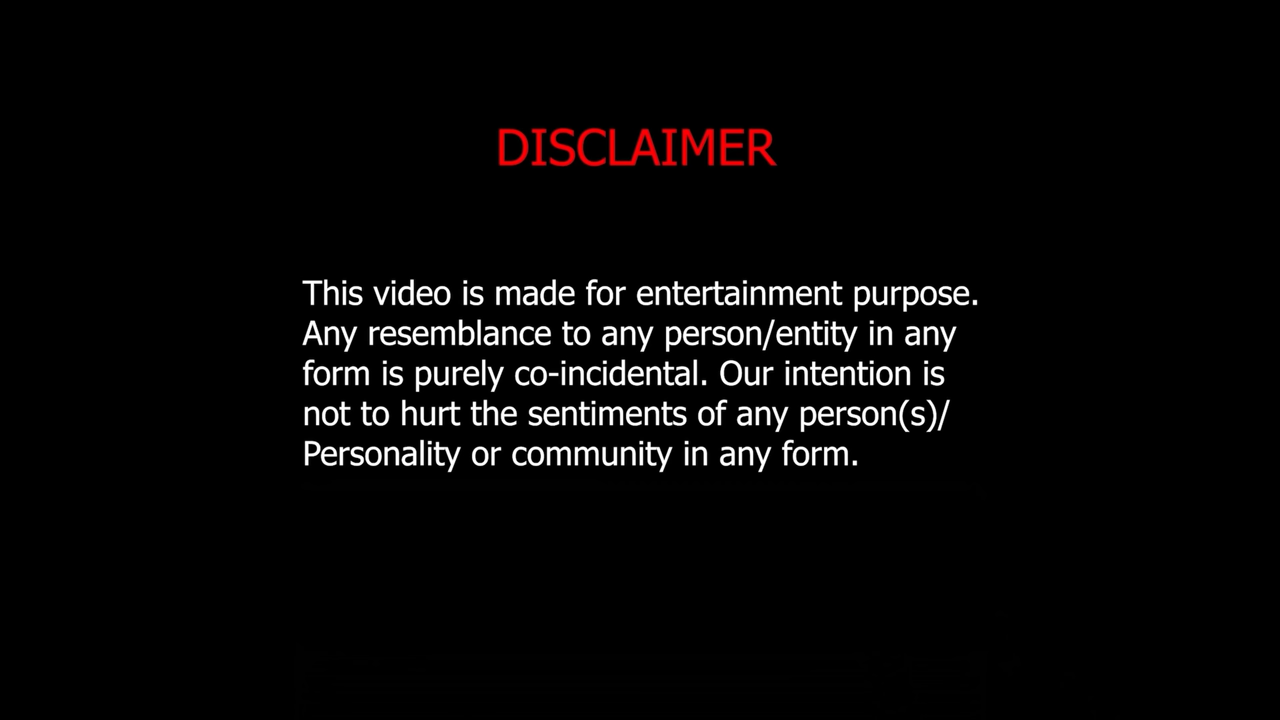 DISCLAIMER
This video is made for entertainment purpose.
Any resemblance to any person/entity in any
form is purely co-incidental. Our intention is
not to hurt the sentiments of any person(s)/
Personality or community in any form.